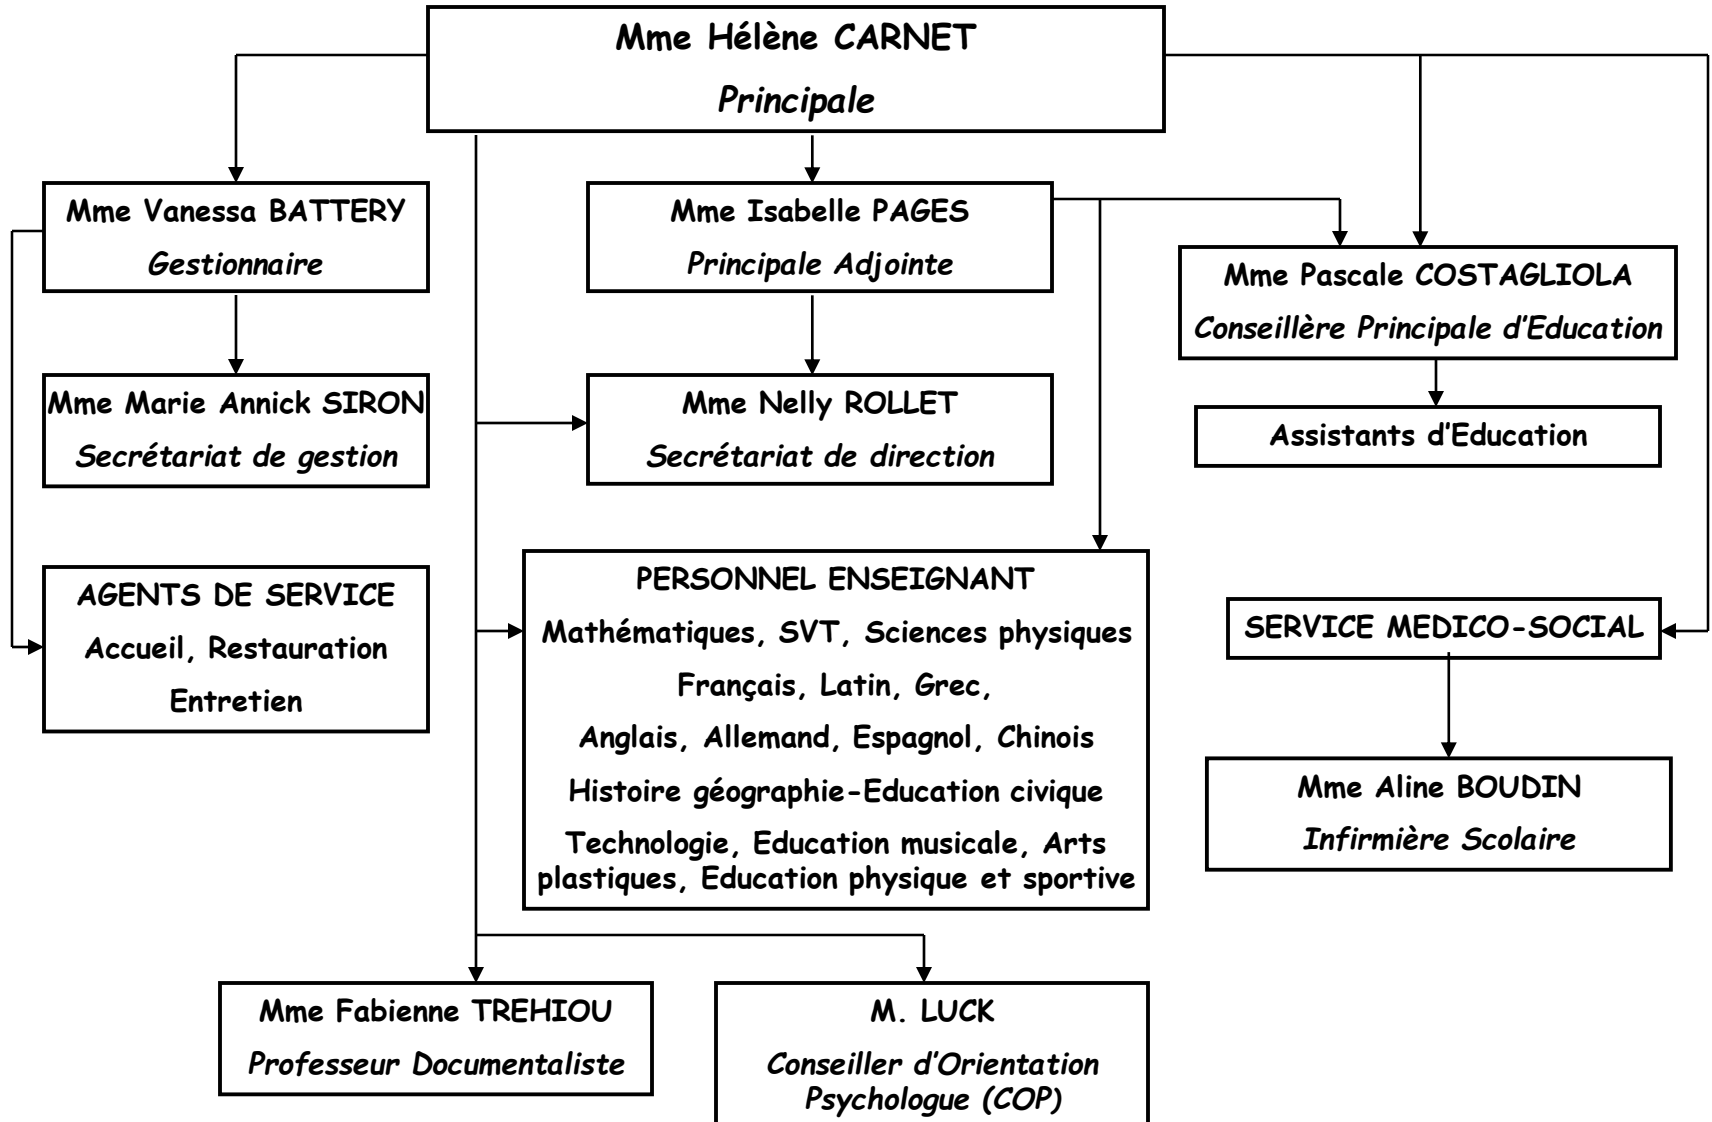 Mme Hélène CARNET
Principale
Mme Vanessa BATTERY
Gestionnaire
Mme Isabelle PAGES
Principale Adjointe
Mme Pascale COSTAGLIOLA
Conseillère Principale d'Education
Mme Marie Annick SIRON
Secrétariat de gestion
Mme Nelly ROLLET
Secrétariat de direction
Assistants d'Education
AGENTS DE SERVICE
Accueil, Restauration
Entretien
PERSONNEL ENSEIGNANT
Mathématiques, SVT, Sciences physiques
Français, Latin, Grec,
Anglais, Allemand, Espagnol, Chinois
Histoire géographie-Education civique
Technologie, Education musicale, Arts
plastiques, Education physique et sportive
SERVICE MEDICO-SOCIAL
Mme Aline BOUDIN
Infirmière Scolaire
Mme Fabienne TREHIOU
Professeur Documentaliste
M. LUCK
Conseiller d'Orientation
Psychologue (COP)